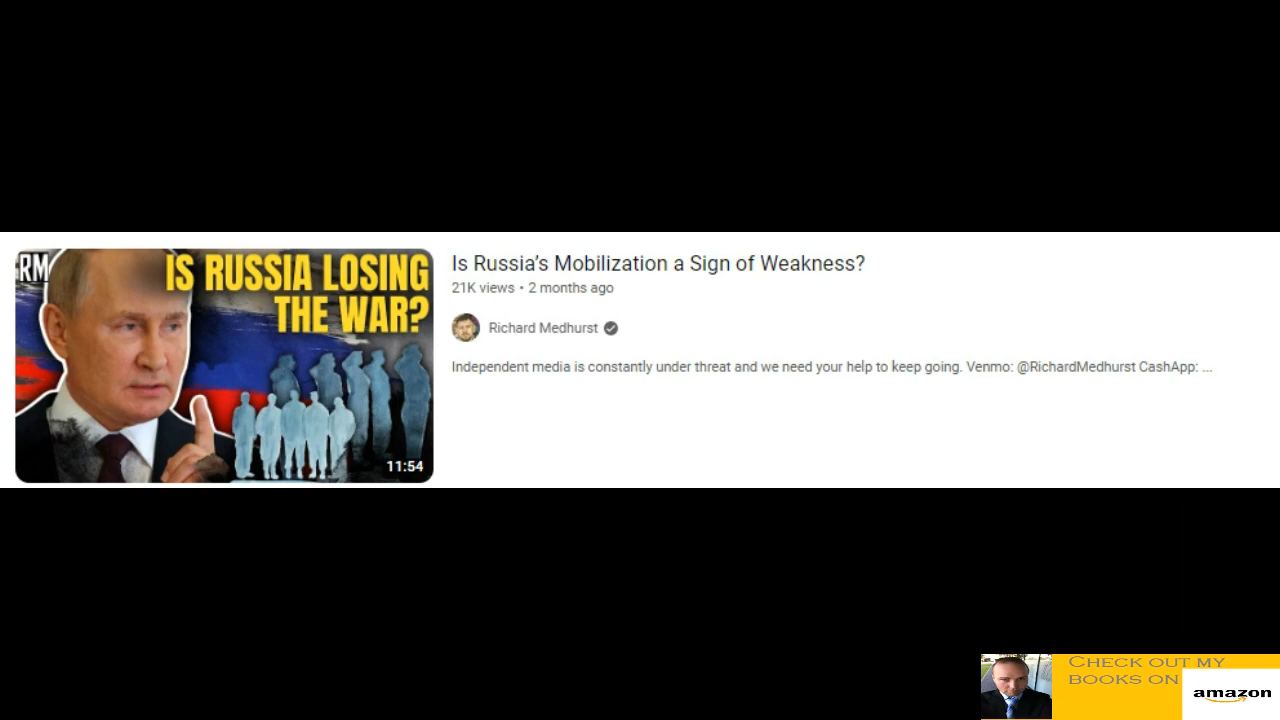 RM
IS RUSSIA LOSING
THE WAR?
11:54
Is Russia’s Mobilization a Sign of Weakness?
21K views • 2 months ago
Richard Medhurst
Independent media is constantly under threat and we need your help to keep going. Venmo: @RichardMedhurst CashApp: ...
Check out my
books on
amazon